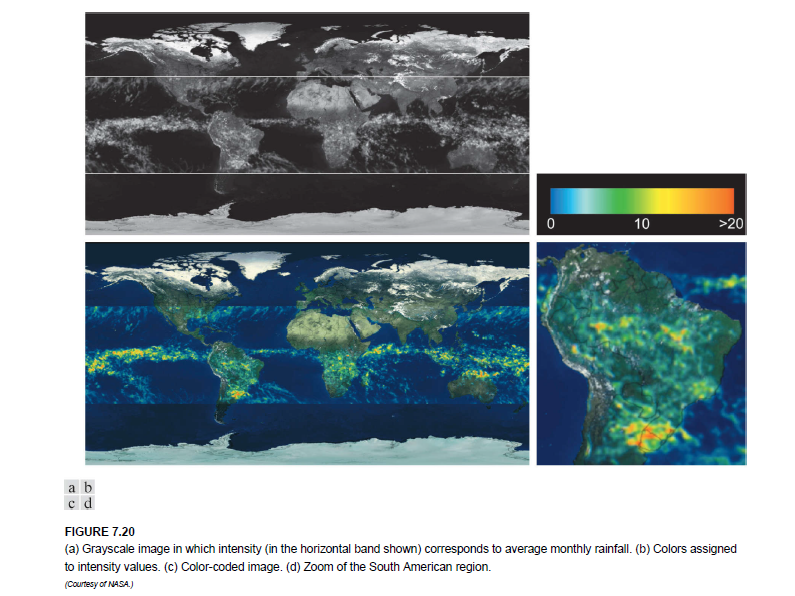 0 10 >20
a b
c d
FIGURE 7.20
(a) Grayscale image in which intensity (in the horizontal band shown) corresponds to average monthly rainfall. (b) Colors assigned
to intensity values. (c) Color-coded image. (d) Zoom of the South American region.
(Courtesy of NASA.)